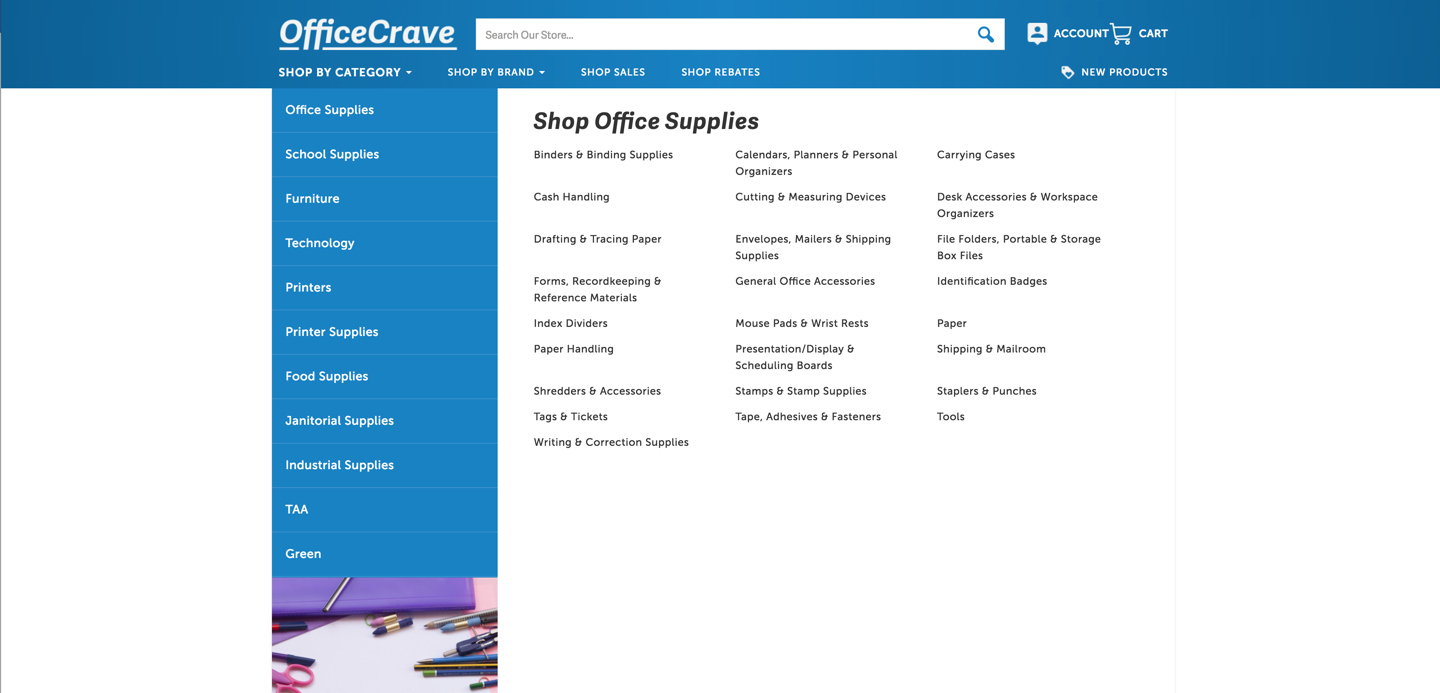 OfficeCrave
Search Our Store...
ACCOUNT
CART
SHOP BY CATEGORY
SHOP BY BRAND
SHOP SALES
SHOP REBATES
NEW PRODUCTS
Office Supplies
School Supplies
Furniture
Technology
Printers
Printer Supplies
Food Supplies
Janitorial Supplies
Industrial Supplies
TAA
Green
Shop Office Supplies
Binders & Binding Supplies
Calendars, Planners & Personal
Organizers
Carrying Cases
Cash Handling
Cutting & Measuring Devices
Desk Accessories & Workspace
Organizers
Drafting & Tracing Paper
Envelopes, Mailers & Shipping
Supplies
File Folders, Portable & Storage
Box Files
Forms, Recordkeeping &
Reference Materials
General Office Accessories
Identification Badges
Index Dividers
Mouse Pads & Wrist Rests
Paper
Paper Handling
Presentation/Display &
Scheduling Boards
Shipping & Mailroom
Shredders & Accessories
Stamps & Stamp Supplies
Staplers & Punches
Tags & Tickets
Tape, Adhesives & Fasteners
Tools
Writing & Correction Supplies